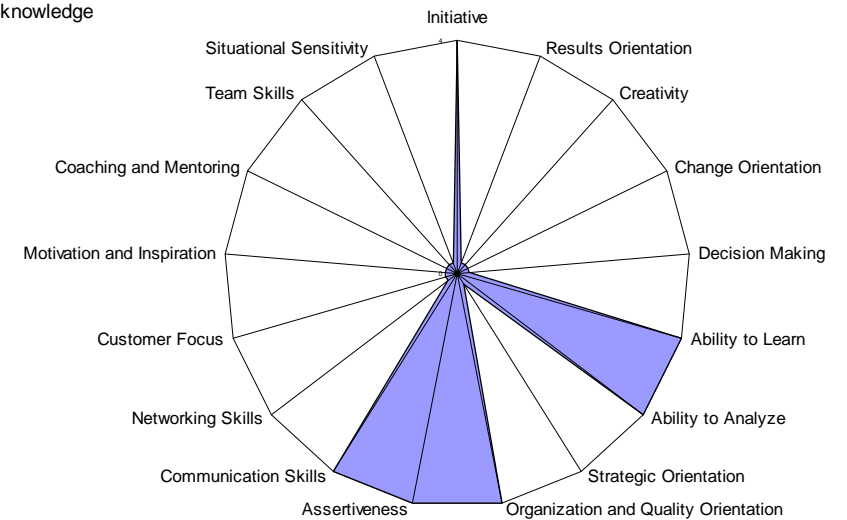 knowledge
Initiative
4
Situational Sensitivity
Results Orientation
Team Skills
Creativity
Coaching and Mentoring
Change Orientation
Motivation and Inspiration
Decision Making
0
Customer Focus
Ability to Learn
Networking Skills
Ability to Analyze
Communication Skills
Strategic Orientation
Assertiveness
Organization and Quality Orientation